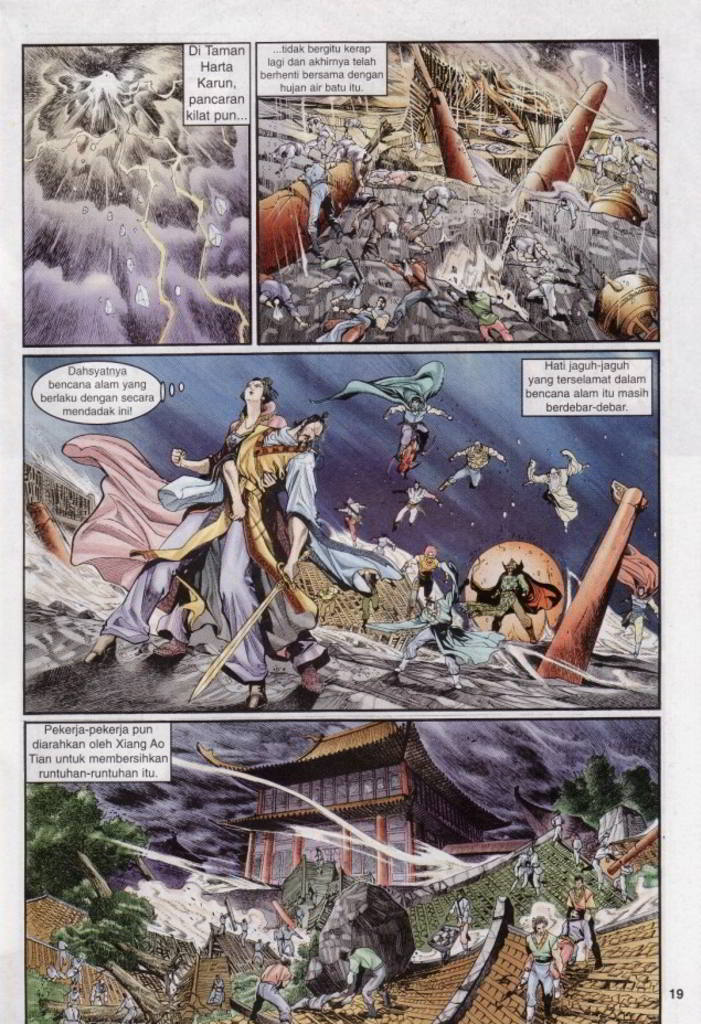 Di Taman
Harta
Karun,
pancaran
kilat pun...
...tidak bergitu kerap
lagi dan akhirnya telah
berhenti bersama dengan
hujan air batu itu.
Dahsyatnya
bencana alam yang
berlaku dengan secara
mendadak ini!
Hati jaguh-jaguh
yang terselamat dalam
bencana alam itu masih
berdebar-debar.
Pekerja-pekerja pun
diarahkan oleh Xiang Ao
Tian untuk membersihkan
runtuhan-runtuhan itu.
19